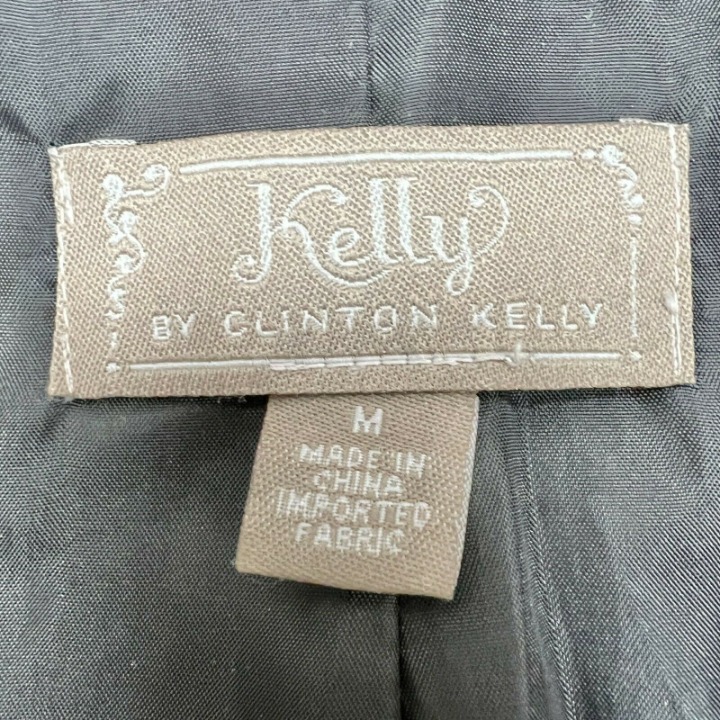 Kelly
BY CLINTON KELLY
M
MADE IN
CHINA
IMPORTED
FABRIC